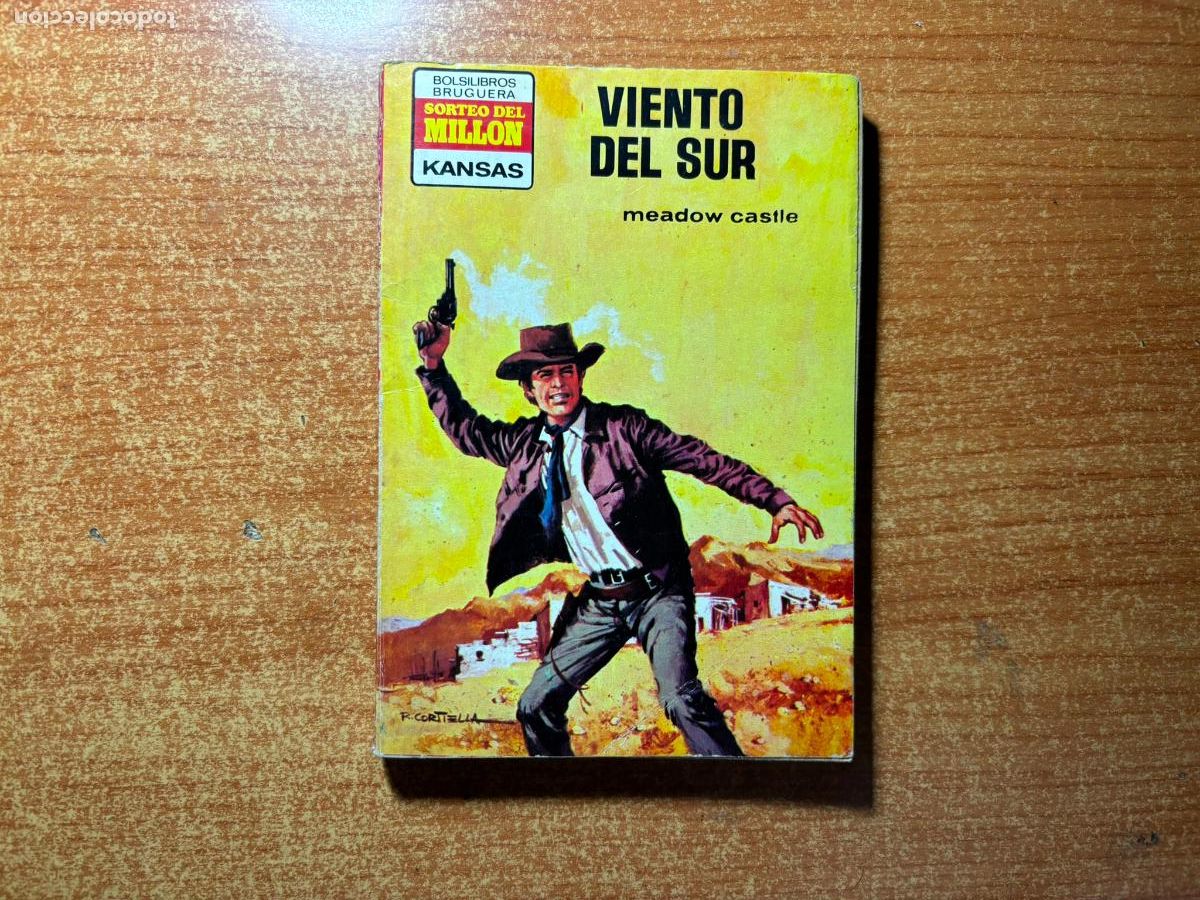 todocoleccion
BOLSILIBROS
BRUGUERA
SORTEO DEL
MILLON
KANSAS
VIENTO
DEL SUR
meadow castle
R. CORTIELLA